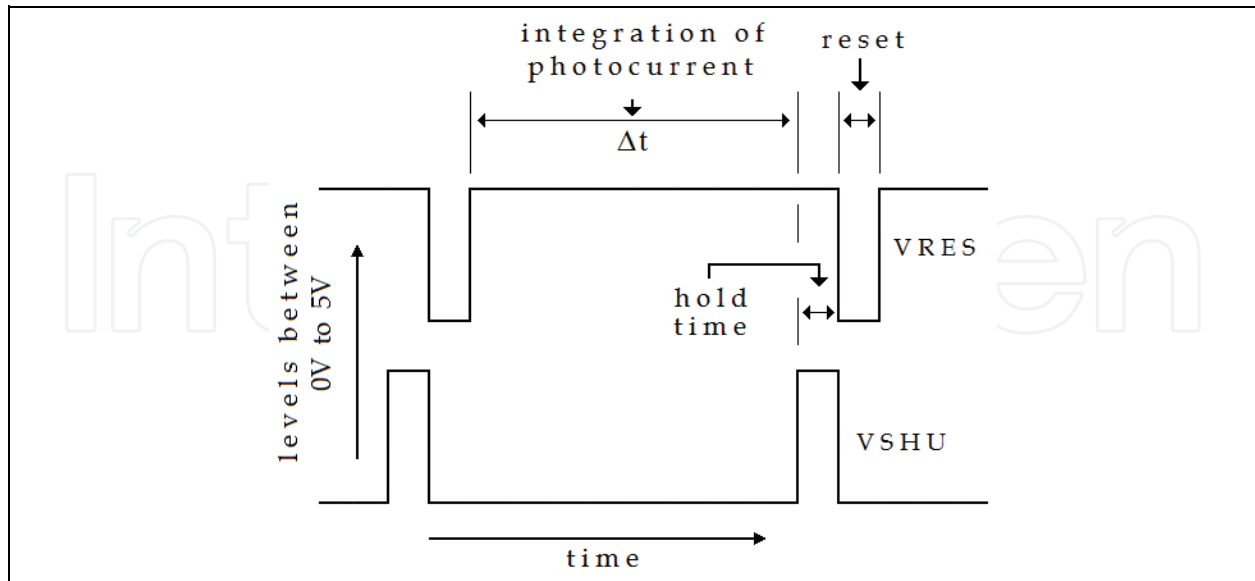 integration of
photocurrent
reset
Δt
levels between
0V to 5V
VRES
hold
time
VSHU
time